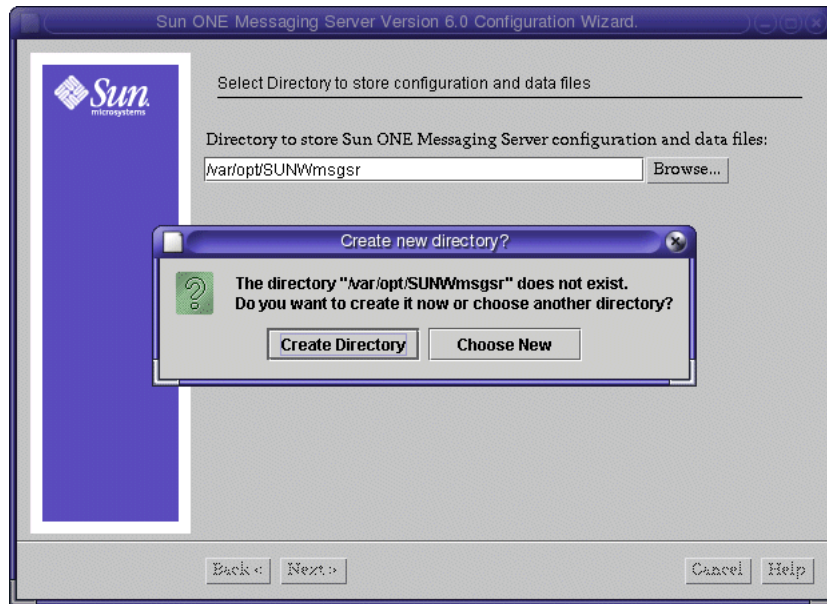 Sun ONE Messaging Server Version 6.0 Configuration Wizard.
Sun
microsystems
Select Directory to store configuration and data files
Directory to store Sun ONE Messaging Server configuration and data files:
/var/opt/SUNWmsgsr
Browse...
Create new directory?
The directory "/var/opt/SUNWmsgsr" does not exist.
Do you want to create it now or choose another directory?
Create Directory
Choose New
Back <
Next >
Cancel
Help